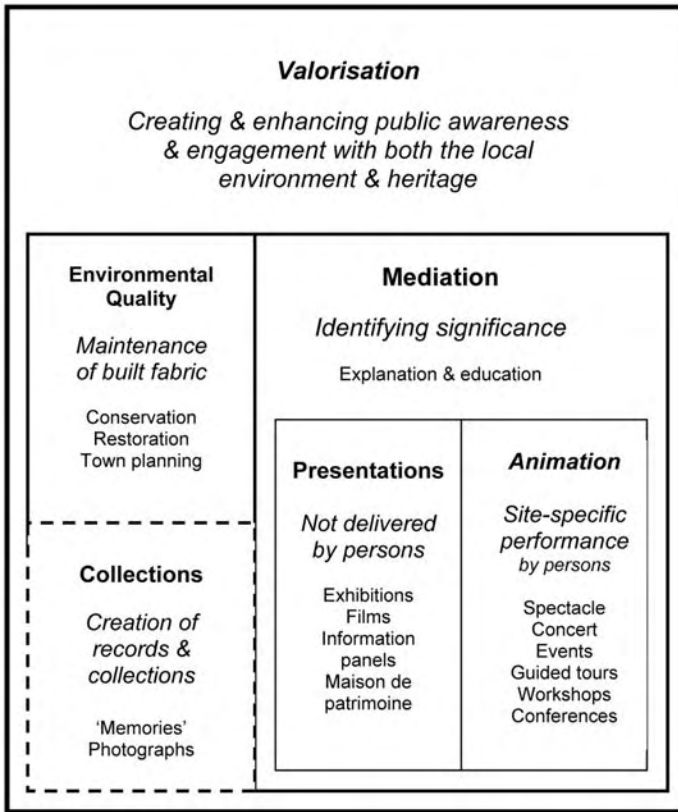 Valorisation
Creating & enhancing public awareness
& engagement with both the local
environment & heritage
Environmental
Quality
Maintenance
of built fabric
Conservation
Restoration
Town planning
Collections
Creation of
records &
collections
‘Memories’
Photographs
Mediation
Identifying significance
Explanation & education
Presentations
Not delivered
by persons
Exhibitions
Films
Information
panels
Maison de
patrimoine
Animation
Site-specific
performance
by persons
Spectacle
Concert
Events
Guided tours
Workshops
Conferences